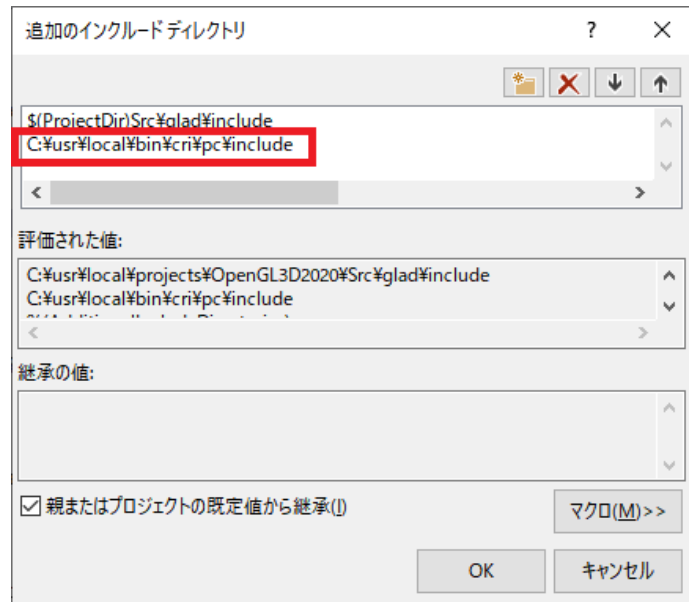 追加のインクルード ディレクトリ
?
$(ProjectDir)Src¥glad¥include
C:¥usr¥local¥bin¥cri¥pc¥include
評価された値:
C:¥usr¥local¥projects¥OpenGL3D2020¥Src¥glad¥include
C:¥usr¥local¥bin¥cri¥pc¥include
継承の値:
親またはプロジェクトの既定値から継承(I)
マクロ(M)>>
OK
キャンセル